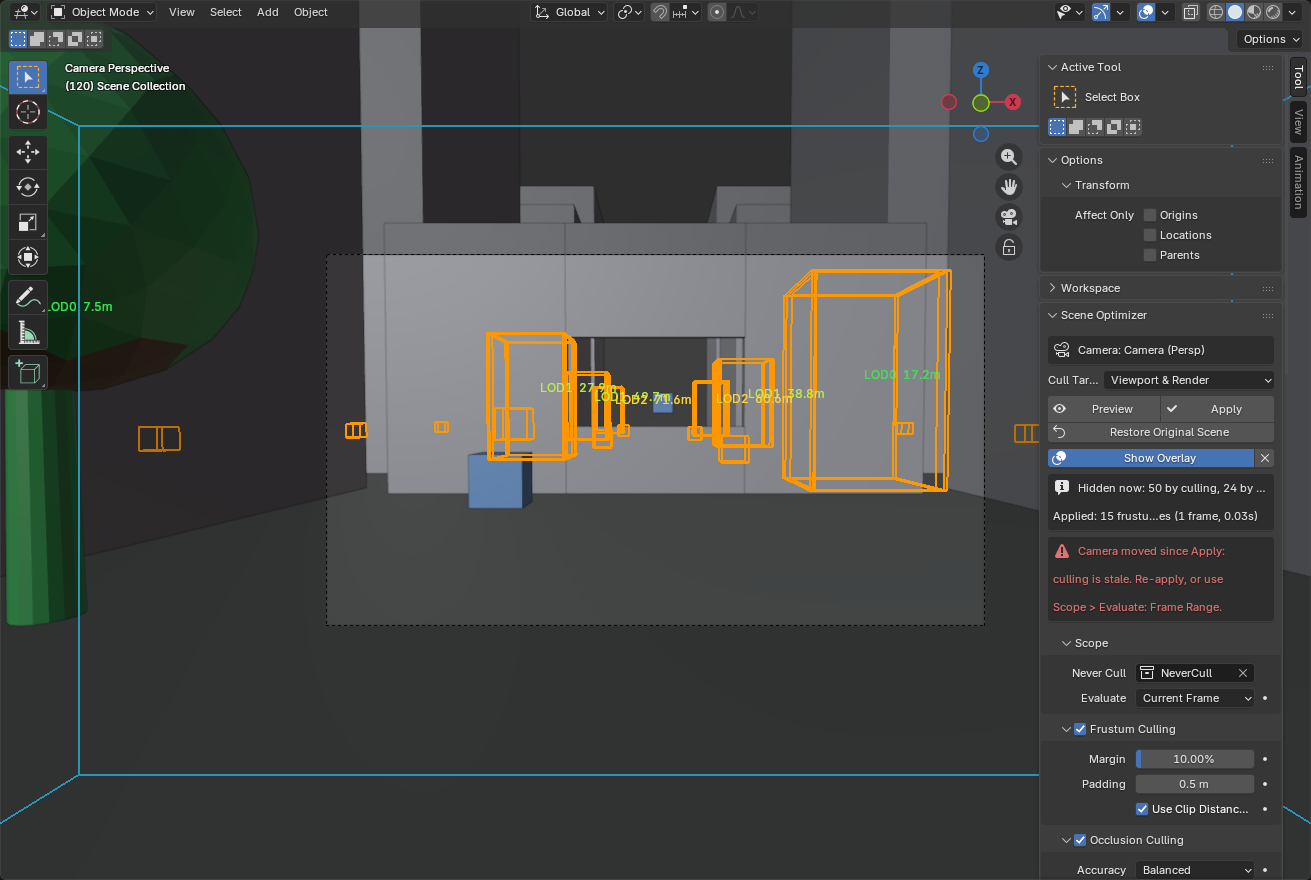 Object Mode
View
Select
Add
Object
Global
Options
Camera Perspective
(120) Scene Collection
Z
X
LOD0 7.5m
LOD1 27.9m
LOD2 71.6m
LOD1 38.8m
LOD0 17.2m
Tool
View
Animation
Active Tool
Select Box
Options
Transform
Affect Only
Origins
Locations
Parents
Workspace
Scene Optimizer
Camera: Camera (Persp)
Cull Tar...
Viewport & Render
Preview
Apply
Restore Original Scene
Show Overlay
Hidden now: 50 by culling, 24 by ...
Applied: 15 frustu...es (1 frame, 0.03s)
Camera moved since Apply:
culling is stale. Re-apply, or use
Scope > Evaluate: Frame Range.
Scope
Never Cull
NeverCull
Evaluate
Current Frame
Frustum Culling
Margin
10.00%
Padding
0.5 m
Use Clip Distanc...
Occlusion Culling
Accuracy
Balanced